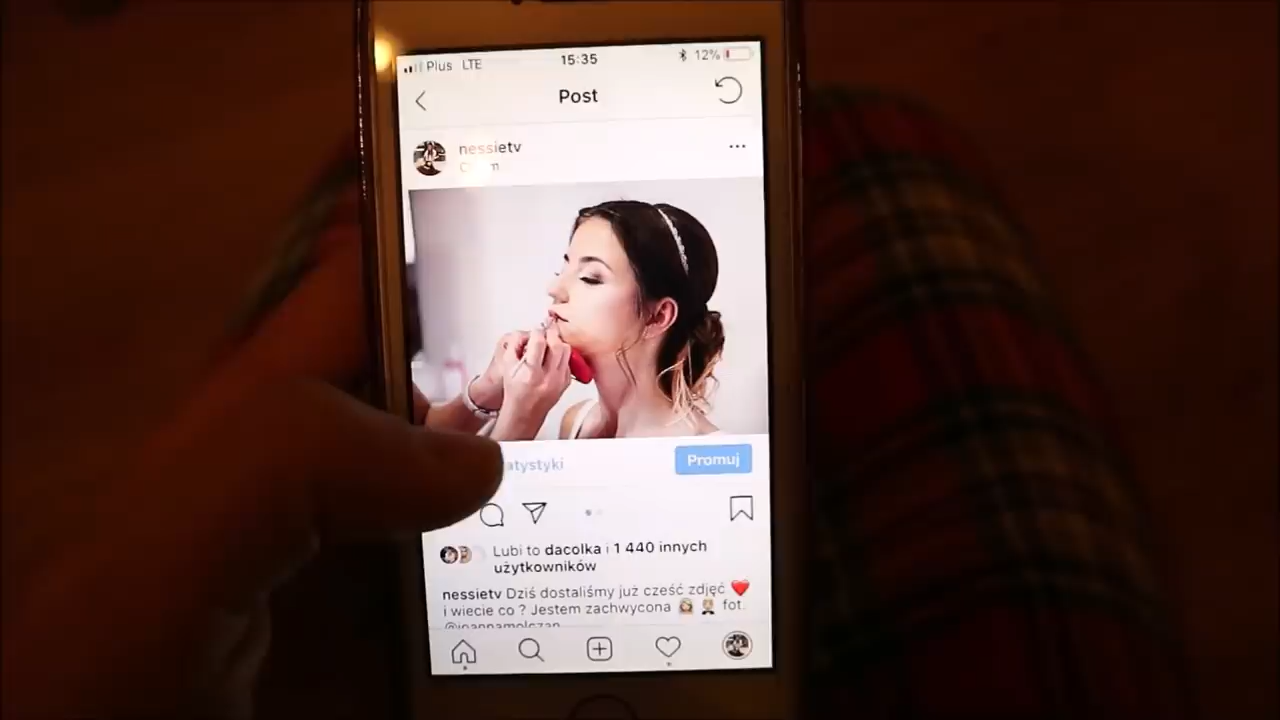 Plus LTE 15:35 12%
Post
nessietv
Promuj
Lubi to dacolka i 1 440 innych
użytkowników
nessietv Dziś dostaliśmy już cześć zdjęć
i wiecie co ? Jestem zachwycona fot.